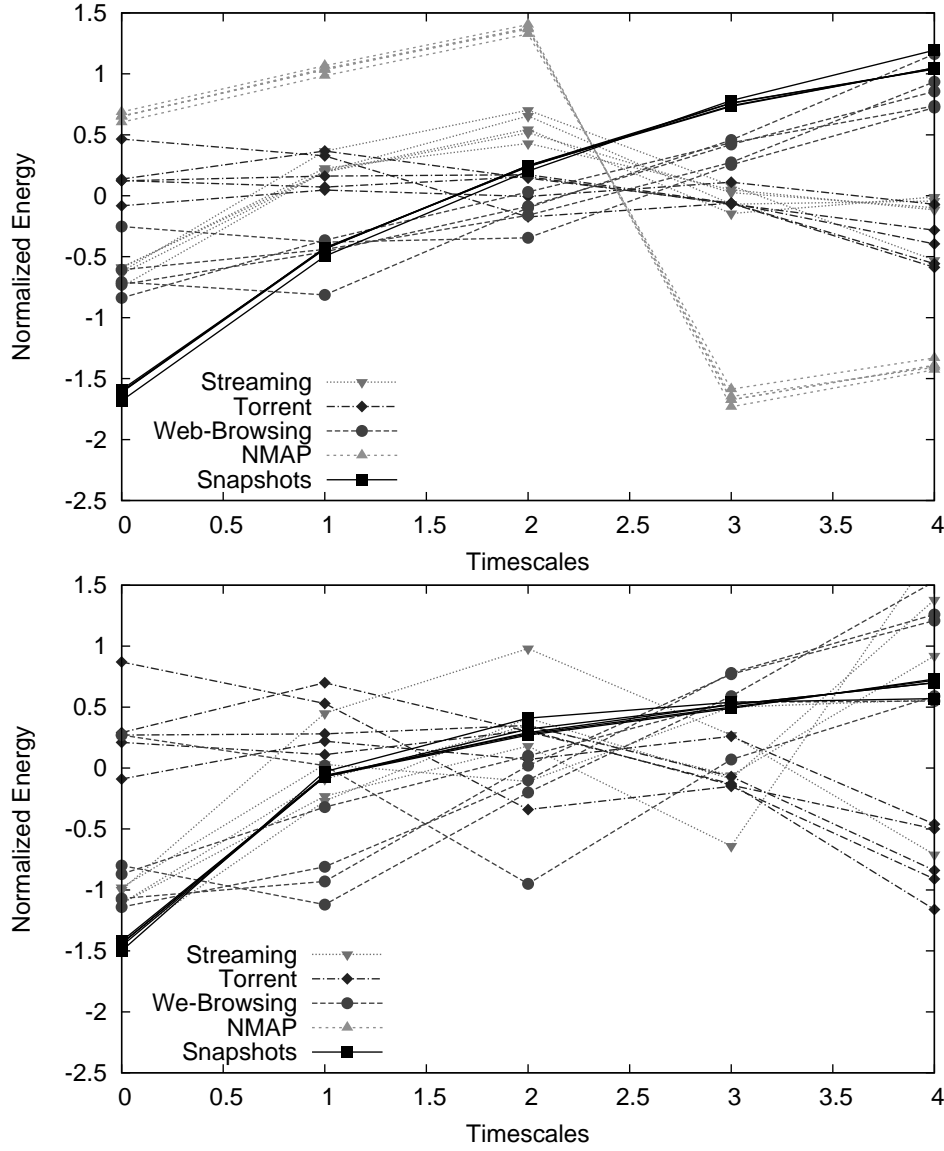 1.5
1
0.5
0
-0.5
-1
-1.5
-2
-2.5
Normalized Energy
Streaming
Torrent
Web-Browsing
NMAP
Snapshots
0 0.5 1 1.5 2 2.5 3 3.5 4
Timescales
1.5
1
0.5
0
-0.5
-1
-1.5
-2
-2.5
Normalized Energy
Streaming
Torrent
We-Browsing
NMAP
Snapshots
0 0.5 1 1.5 2 2.5 3 3.5 4
Timescales